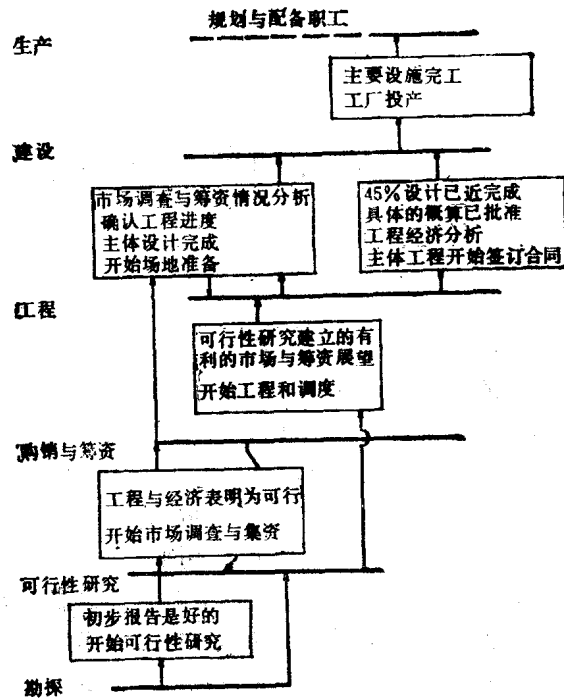 规划与配备职工
生产
主要设施完工
工厂投产
建设
市场调查与筹资情况分析
确认工程进度
主体设计完成
开始场地准备
45%设计已近完成
具体的概算已批准
工程经济分析
主体工程开始签订合同
工程
可行性研究建立的有
利的市场与筹资展望
开始工程和调度
购销与筹资
工程与经济表明为可行
开始市场调查与集资
可行性研究
初步报告是好的
开始可行性研究
勘探